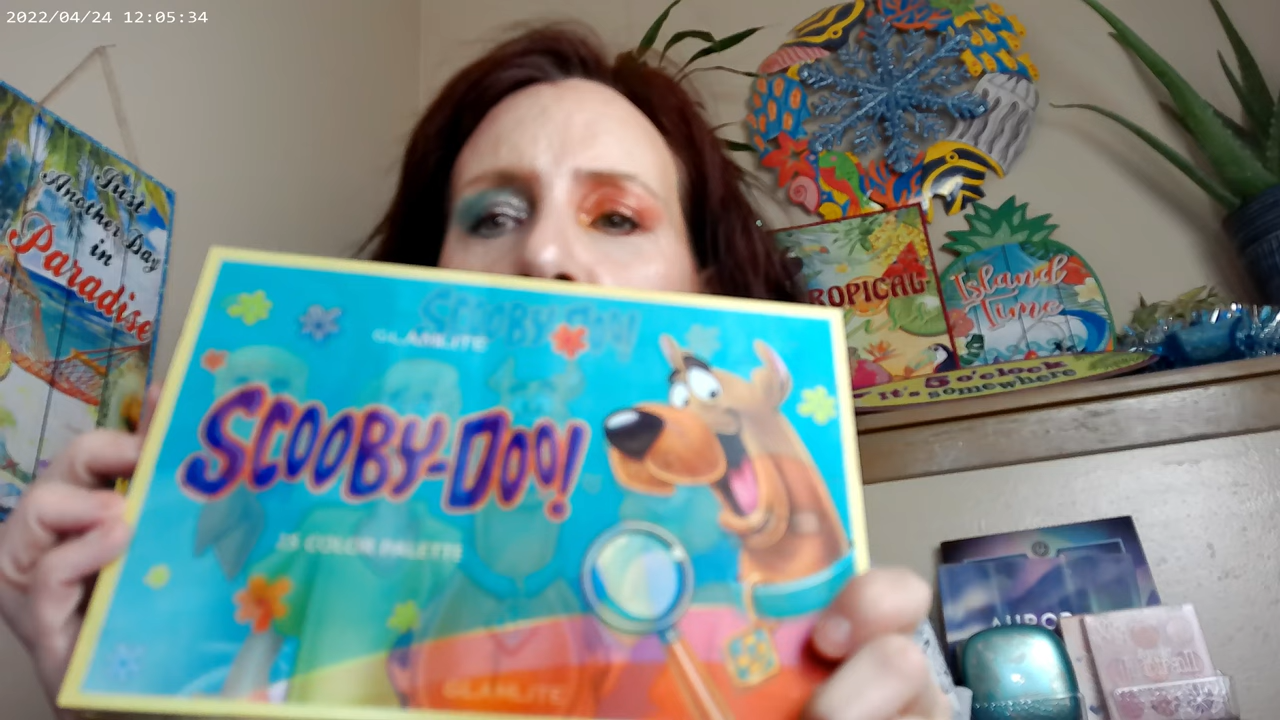 2022/04/24 12:05:34
Just
Another Day
in
Paradise
SCOOBY-DOO!
GLAMLITE
SCOOBY-DOO!
25 COLOR PALETTE
GLAMLITE
TROPICAL
Island
Time
it's 5 o'clock
somewhere